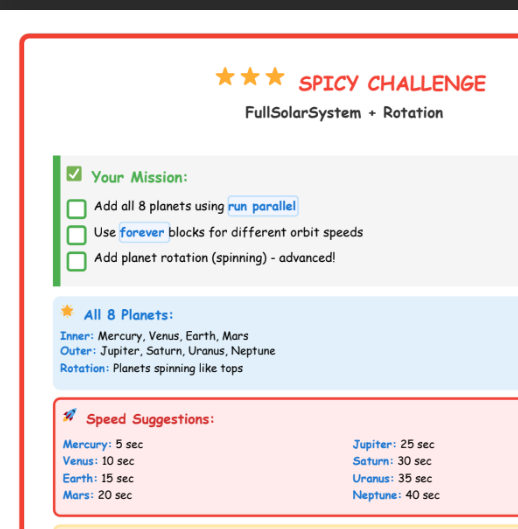 SPICY CHALLENGE
FullSolarSystem + Rotation
Your Mission:
Add all 8 planets using run parallel
Use forever blocks for different orbit speeds
Add planet rotation (spinning) - advanced!
All 8 Planets:
Inner: Mercury, Venus, Earth, Mars
Outer: Jupiter, Saturn, Uranus, Neptune
Rotation: Planets spinning like tops
Speed Suggestions:
Mercury: 5 sec
Venus: 10 sec
Earth: 15 sec
Mars: 20 sec
Jupiter: 25 sec
Saturn: 30 sec
Uranus: 35 sec
Neptune: 40 sec